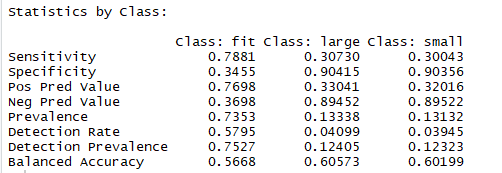 Statistics by Class:
Class: fit Class: large Class: small
Sensitivity 0.7881 0.30730 0.30043
Specificity 0.3455 0.90415 0.90356
Pos Pred Value 0.7698 0.33041 0.32016
Neg Pred Value 0.3698 0.89452 0.89522
Prevalence 0.7353 0.13338 0.13132
Detection Rate 0.5795 0.04099 0.03945
Detection Prevalence 0.7527 0.12405 0.12323
Balanced Accuracy 0.5668 0.60573 0.60199